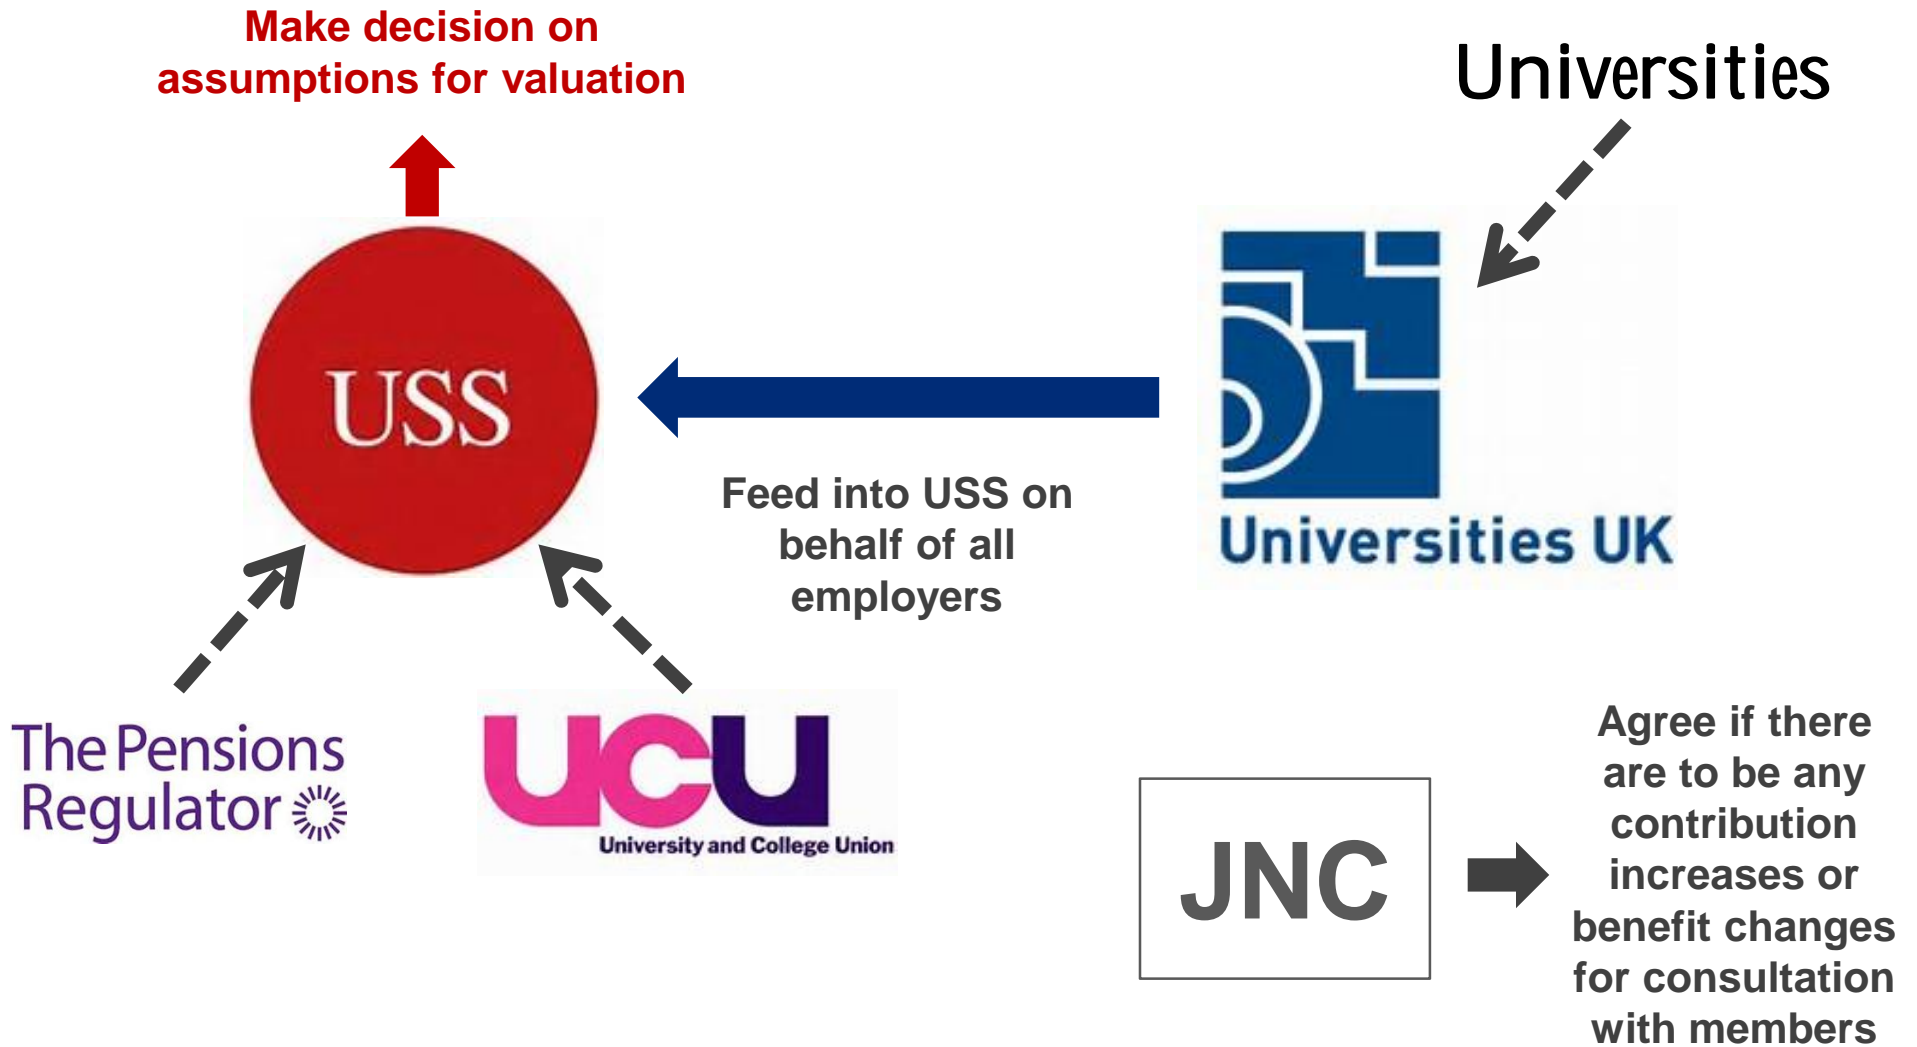 Make decision on
assumptions for valuation
Universities
USS
Universities UK
Feed into USS on
behalf of all
employers
The Pensions
Regulator
UCU
University and College Union
JNC
Agree if there
are to be any
contribution
increases or
benefit changes
for consultation
with members